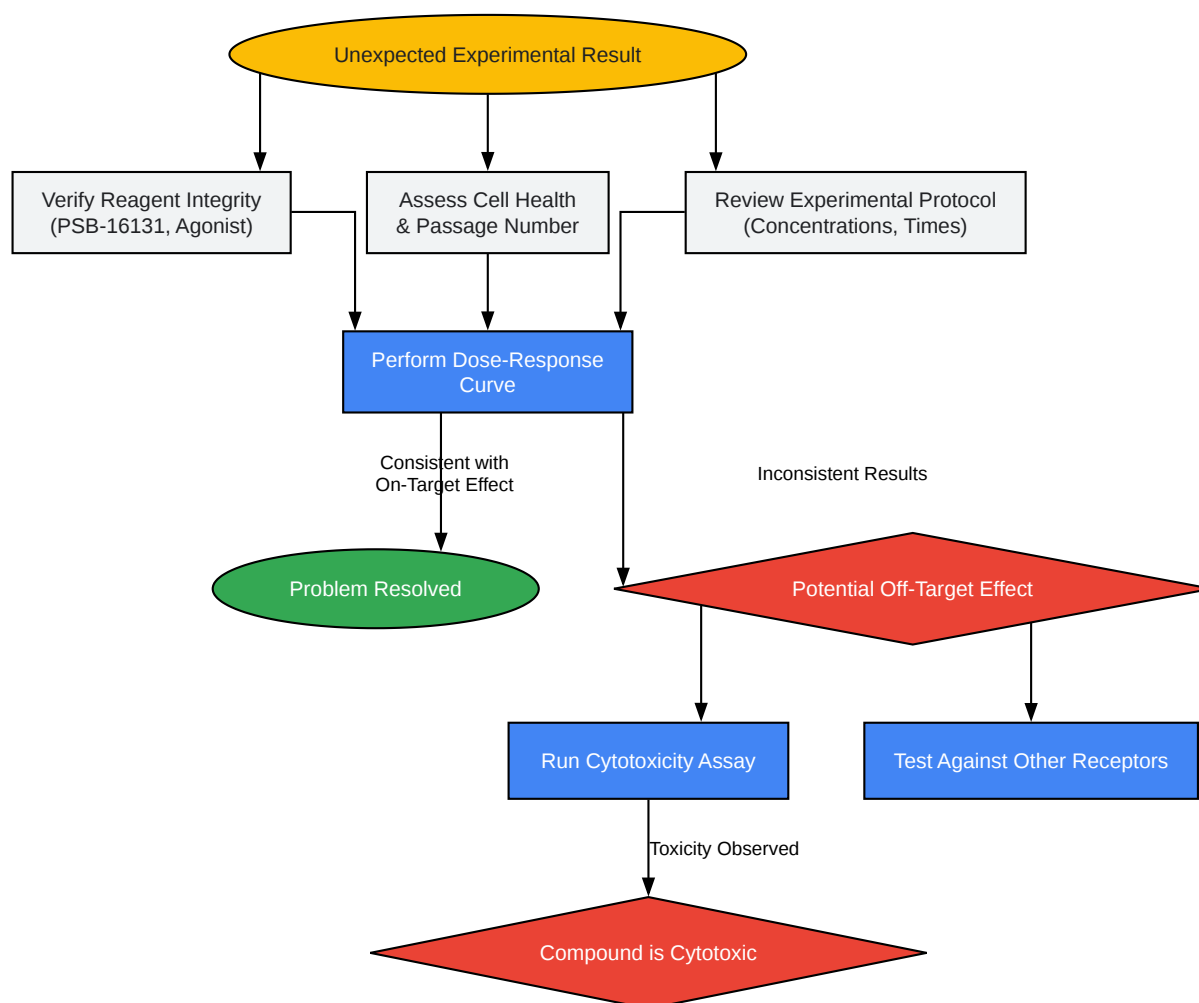 Unexpected Experimental Result
Verify Reagent Integrity
(PSB-16131, Agonist)
Assess Cell Health
& Passage Number
Review Experimental Protocol
(Concentrations, Times)
Perform Dose-Response
Curve
Consistent with
On-Target Effect
Inconsistent Results
Problem Resolved
Potential Off-Target Effect
Run Cytotoxicity Assay
Test Against Other Receptors
Toxicity Observed
Compound is Cytotoxic